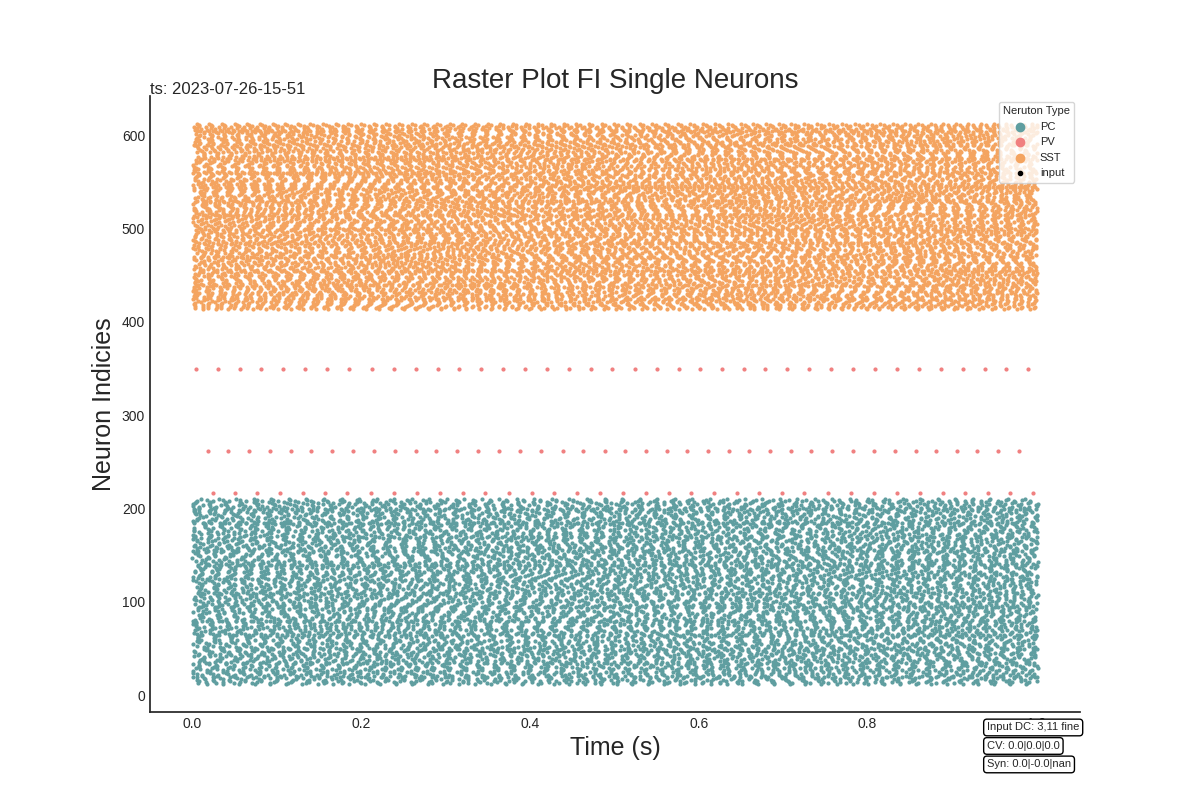 Raster Plot FI Single Neurons
ts: 2023-07-26-15-51
Neruton Type
PC
PV
SST
input
600
500
400
300
200
100
0
Neuron Indicies
0.0 0.2 0.4 0.6 0.8
Time (s)
Input DC: 3,11 fine
CV: 0.0|0.0|0.0
Syn: 0.0|-0.0|nan